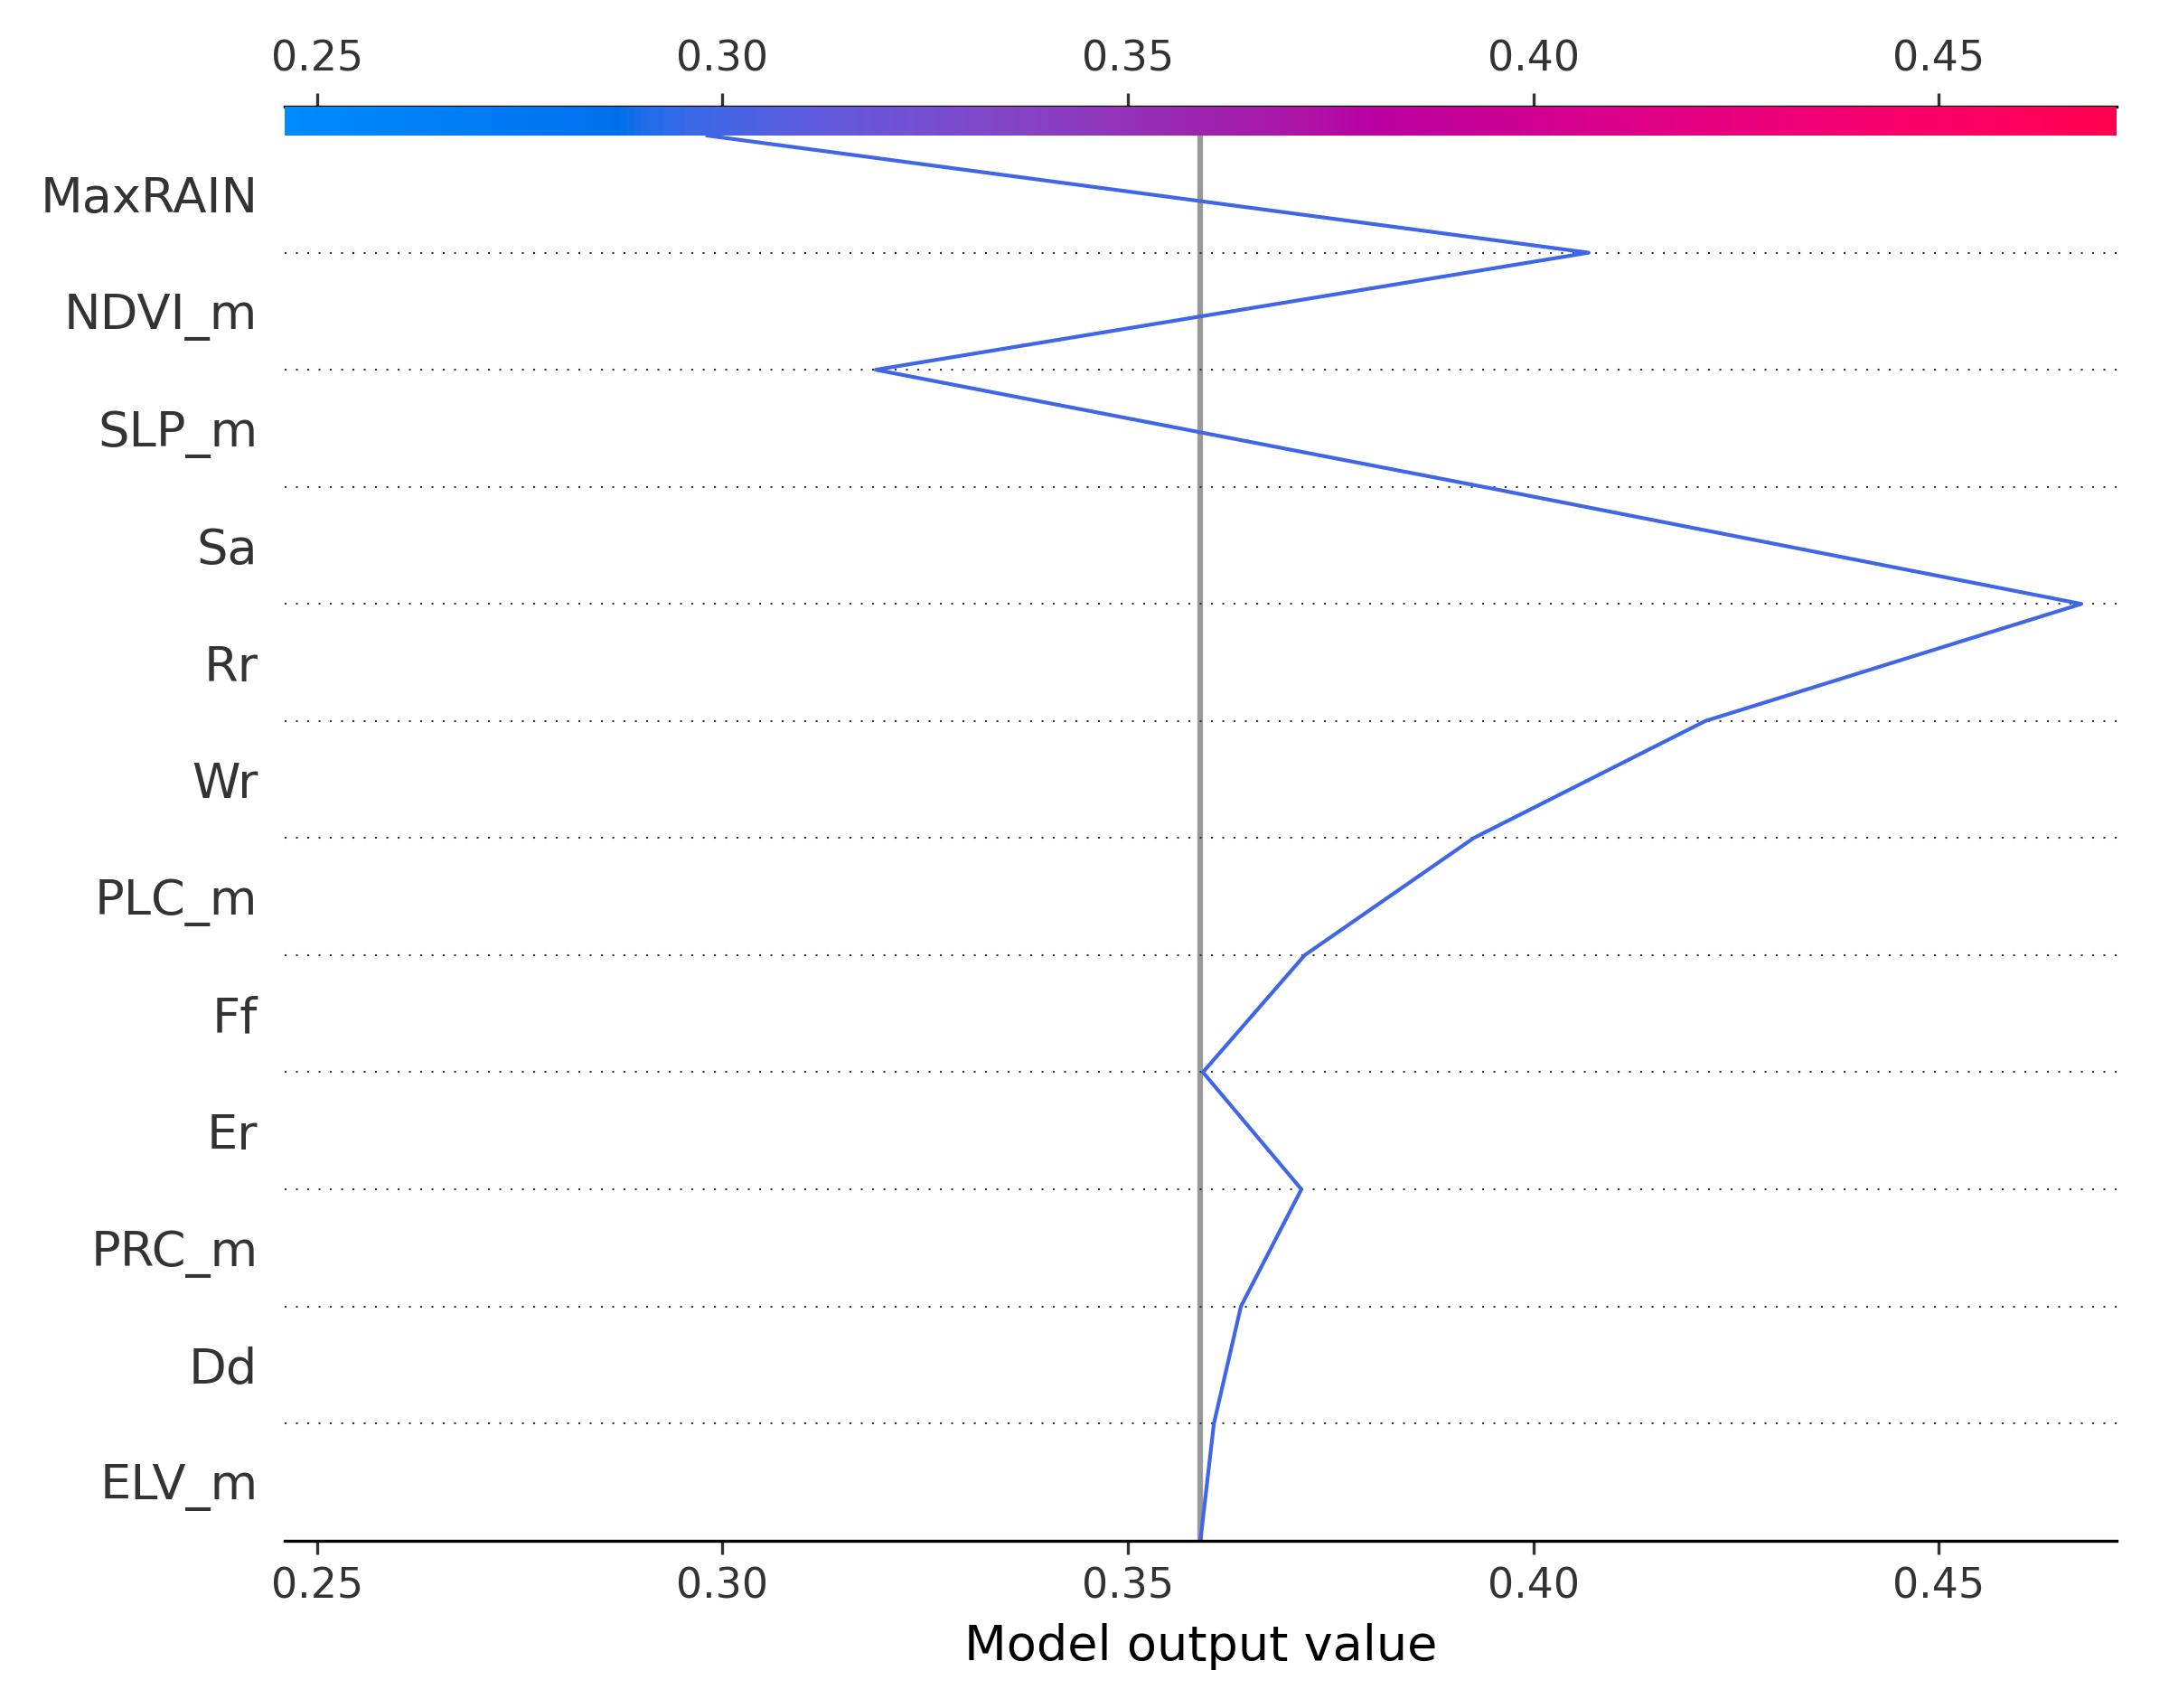 0.25 0.30 0.35 0.40 0.45
MaxRAIN
NDVI_m
SLP_m
Sa
Rr
Wr
PLC_m
Ff
Er
PRC_m
Dd
ELV_m
0.25 0.30 0.35 0.40 0.45
Model output value